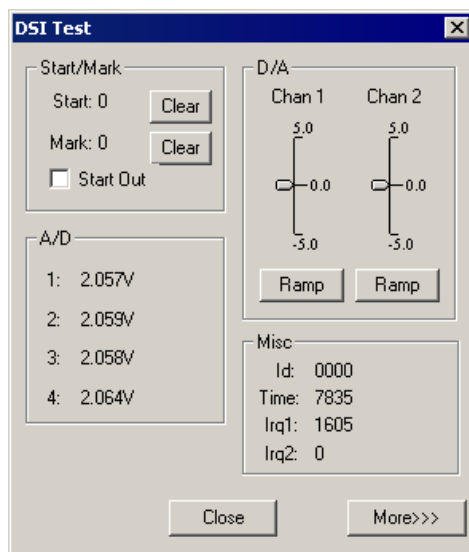 DSI Test
Start/Mark
Start: 0 Clear
Mark: 0 Clear
Start Out
A/D
1: 2.057V
2: 2.059V
3: 2.058V
4: 2.064V
D/A
Chan 1 Chan 2
5.0 5.0
0.0 0.0
-5.0 -5.0
Ramp Ramp
Misc
Id: 0000
Time: 7835
Irq1: 1605
Irq2: 0
Close More>>>